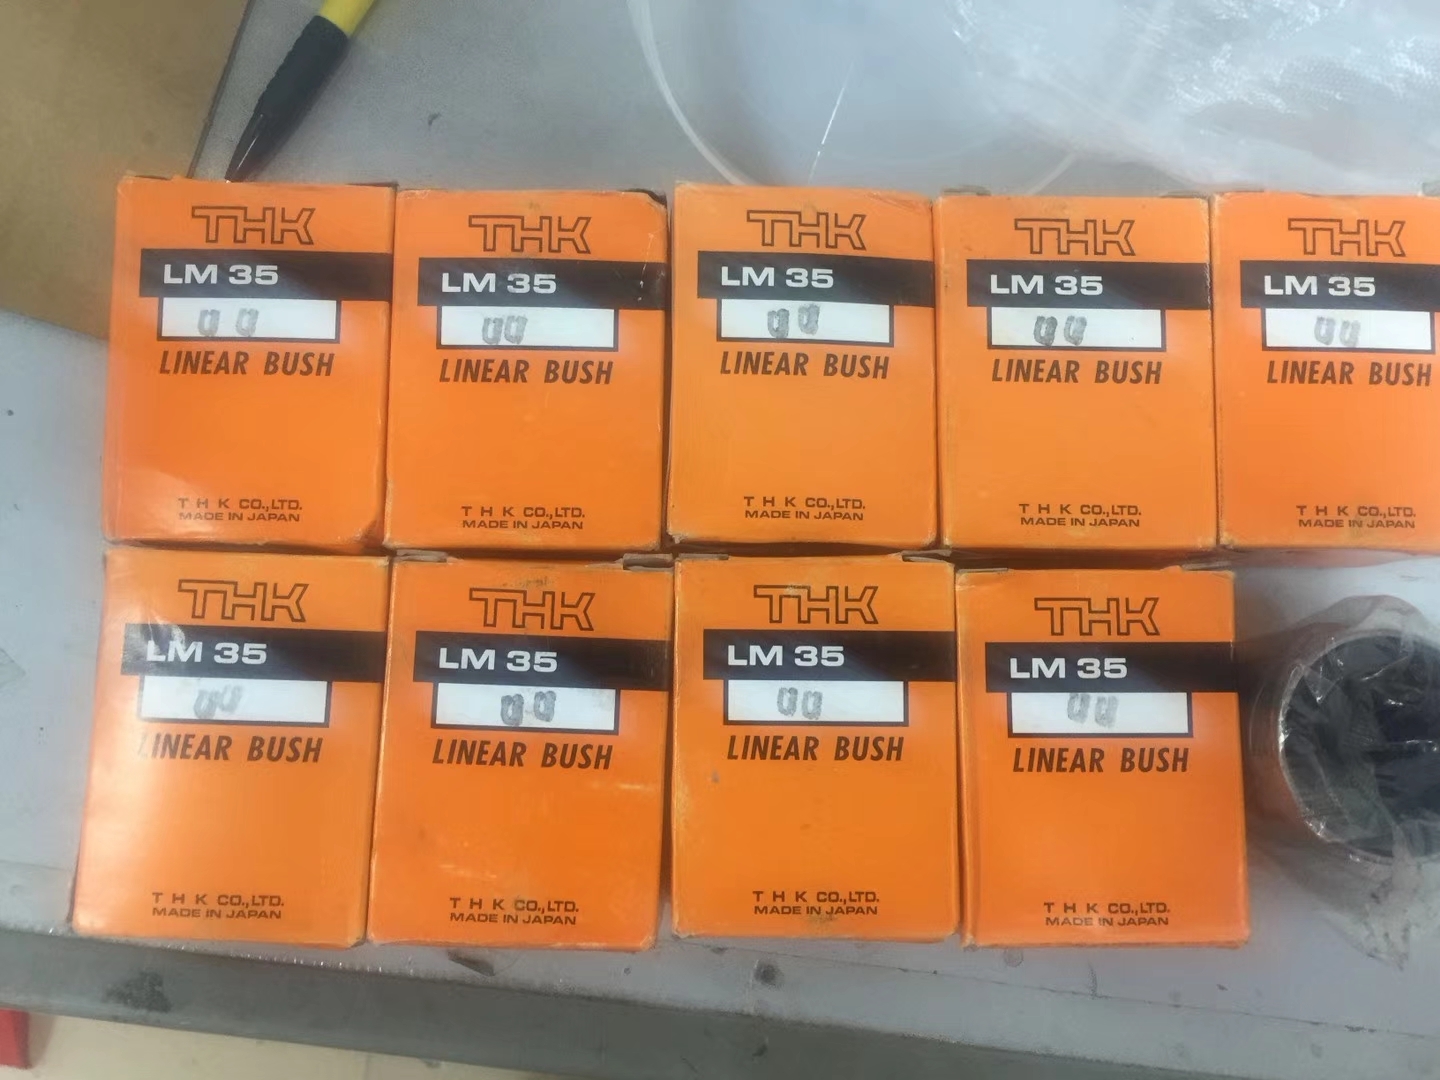 THK
LM 35
UU
LINEAR BUSH
T H K CO.,LTD.
MADE IN JAPAN
THK
LM 35
UU
LINEAR BUSH
T H K CO.,LTD.
MADE IN JAPAN
THK
LM 35
UU
LINEAR BUSH
T H K CO.,LTD.
MADE IN JAPAN
THK
LM 35
UU
LINEAR BUSH
T H K CO.,LTD.
MADE IN JAPAN
THK
LM 35
UU
LINEAR BUSH
T H K CO.,LTD.
MADE IN JAPAN
THK
LM 35
UU
LINEAR BUSH
T H K CO.,LTD.
MADE IN JAPAN
THK
LM 35
UU
LINEAR BUSH
T H K CO.,LTD.
MADE IN JAPAN
THK
LM 35
UU
LINEAR BUSH
T H K CO.,LTD.
MADE IN JAPAN
THK
LM 35
UU
LINEAR BUSH
T H K CO.,LTD.
MADE IN JAPAN